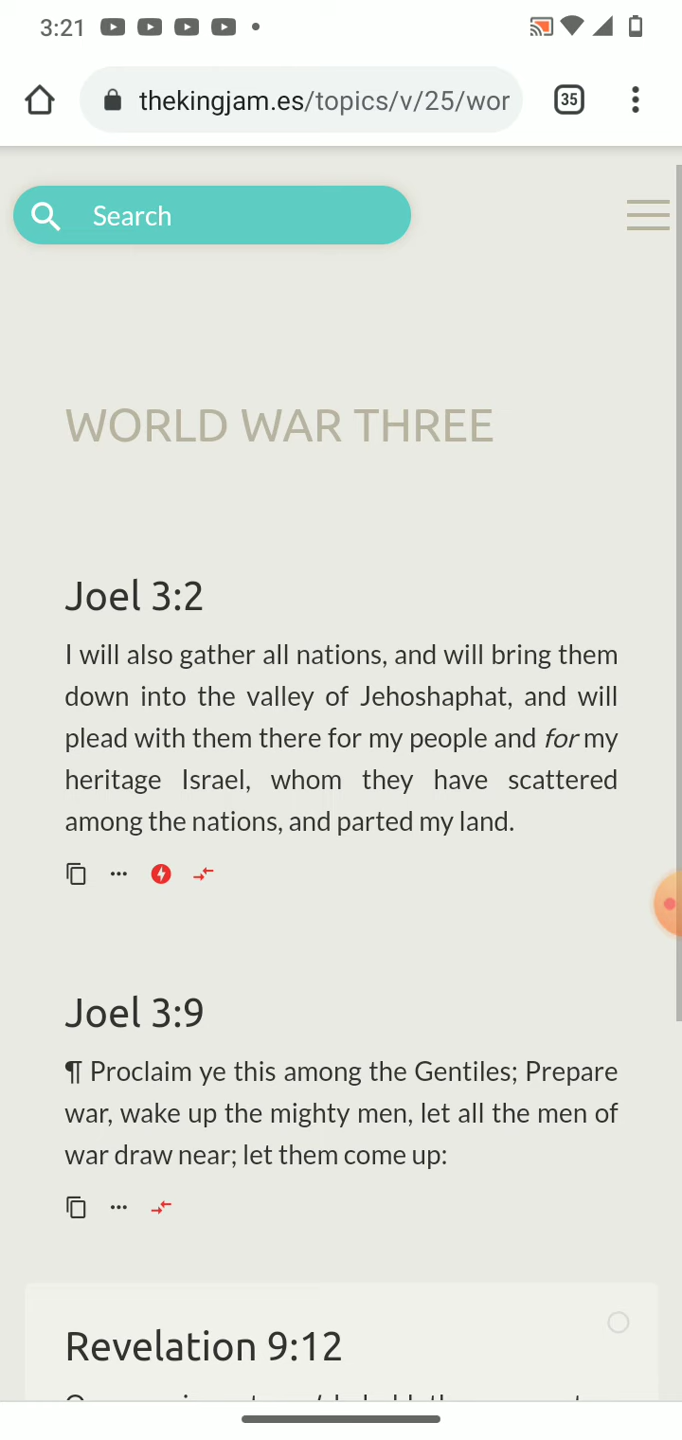 3:21
thekingjam.es/topics/v/25/wor
35
Search
WORLD WAR THREE
Joel 3:2
I will also gather all nations, and will bring them
down into the valley of Jehoshaphat, and will
plead with them there for my people and for my
heritage Israel, whom they have scattered
among the nations, and parted my land.
Joel 3:9
¶ Proclaim ye this among the Gentiles; Prepare
war, wake up the mighty men, let all the men of
war draw near; let them come up:
Revelation 9:12